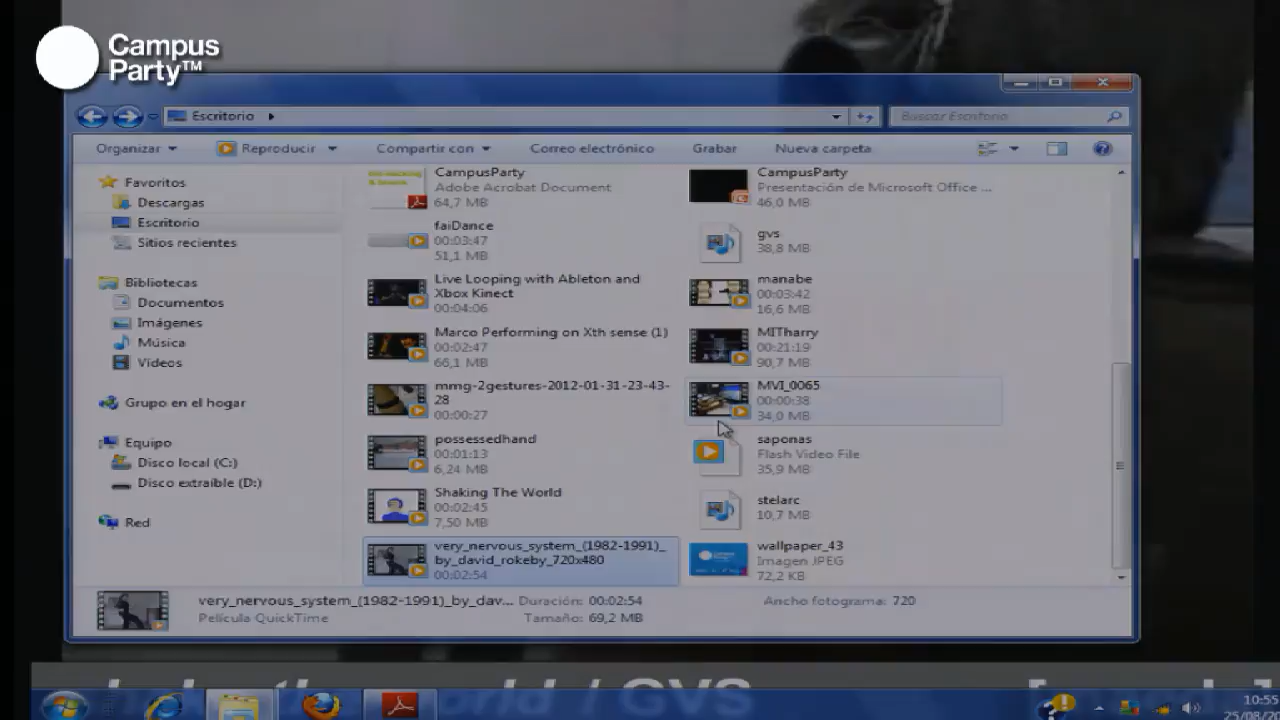 Campus
Party™
Escritorio
Buscar Escritorio
Organizar
Reproducir
Compartir con
Correo electrónico
Grabar
Nueva carpeta
Favoritos
Descargas
Escritorio
Sitios recientes
Bibliotecas
Documentos
Imágenes
Música
Vídeos
Grupo en el hogar
Equipo
Disco local (C:)
Disco extraíble (D:)
Red
CampusParty
Adobe Acrobat Document
64,7 MB
CampusParty
Presentación de Microsoft Office ...
46,0 MB
faiDance
00:03:47
51,1 MB
gvs
38,8 MB
Live Looping with Ableton and
Xbox Kinect
00:04:06
manabe
00:03:42
16,6 MB
Marco Performing on Xth sense (1)
00:02:47
66,1 MB
MITharry
00:21:19
90,7 MB
mmg-2gestures-2012-01-31-23-43-
28
00:00:27
MVI_0065
00:00:38
34,0 MB
possessedhand
00:01:13
6,24 MB
saponas
Flash Video File
35,9 MB
Shaking The World
00:02:45
7,50 MB
stelarc
10,7 MB
very_nervous_system_(1982-1991)_
by_david_rokeby_720x480
00:02:54
wallpaper_43
Imagen JPEG
72,2 KB
very_nervous_system_(1982-1991)_by_dav... Duración: 00:02:54
Ancho fotograma: 720
Película QuickTime
Tamaño: 69,2 MB
GVS
10:55
25/08/20